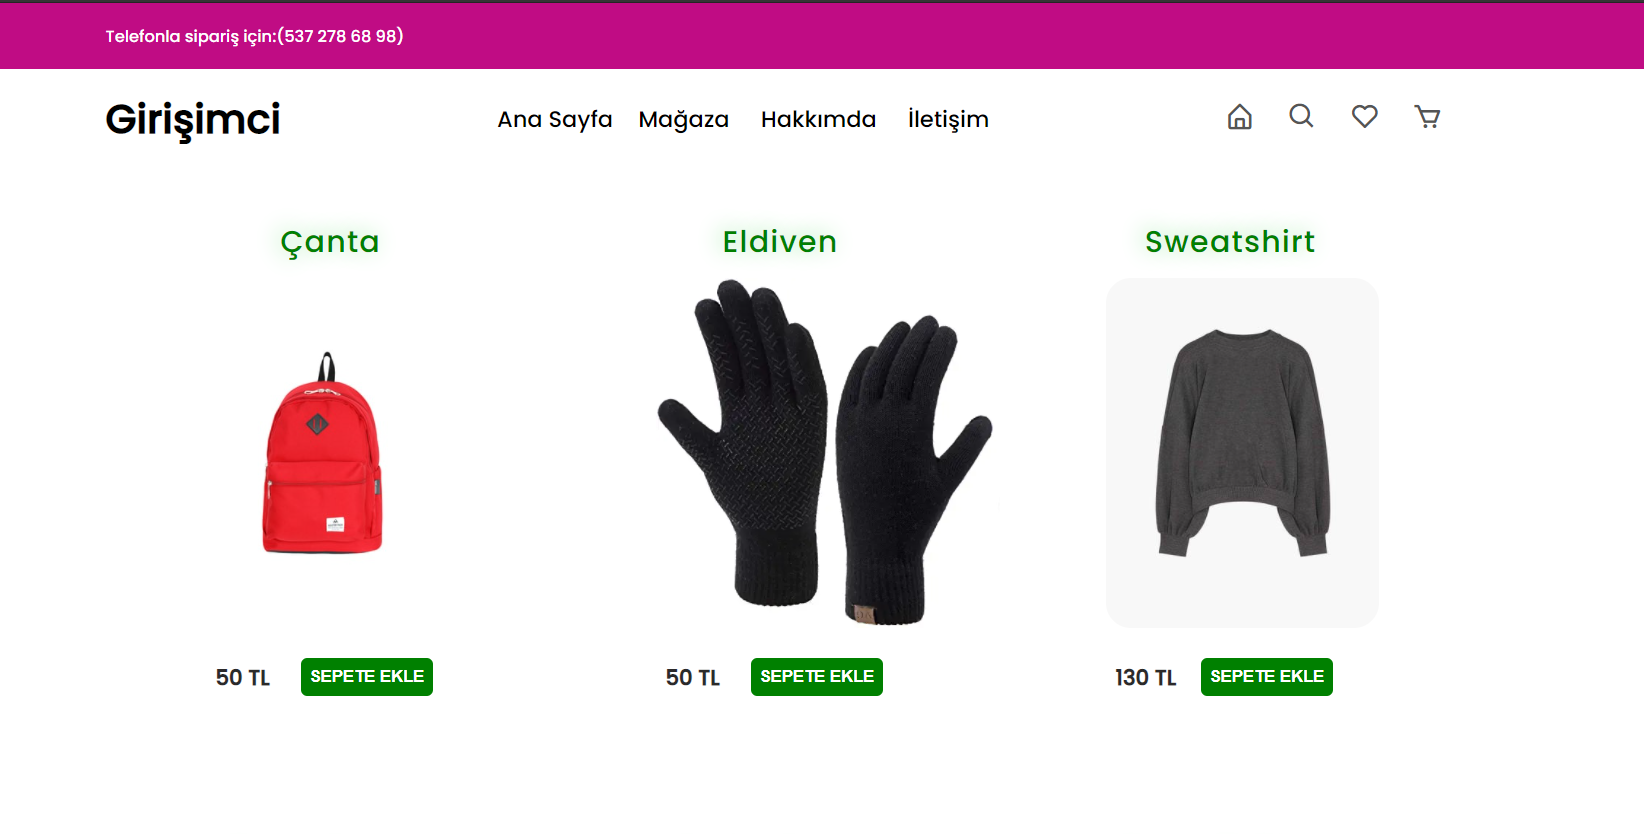 Telefonla sipariş için:(537 278 68 98)
Girişimci
Ana Sayfa Mağaza Hakkımda İletişim
Çanta Eldiven Sweatshirt
50 TL SEPETE EKLE 50 TL SEPETE EKLE 130 TL SEPETE EKLE